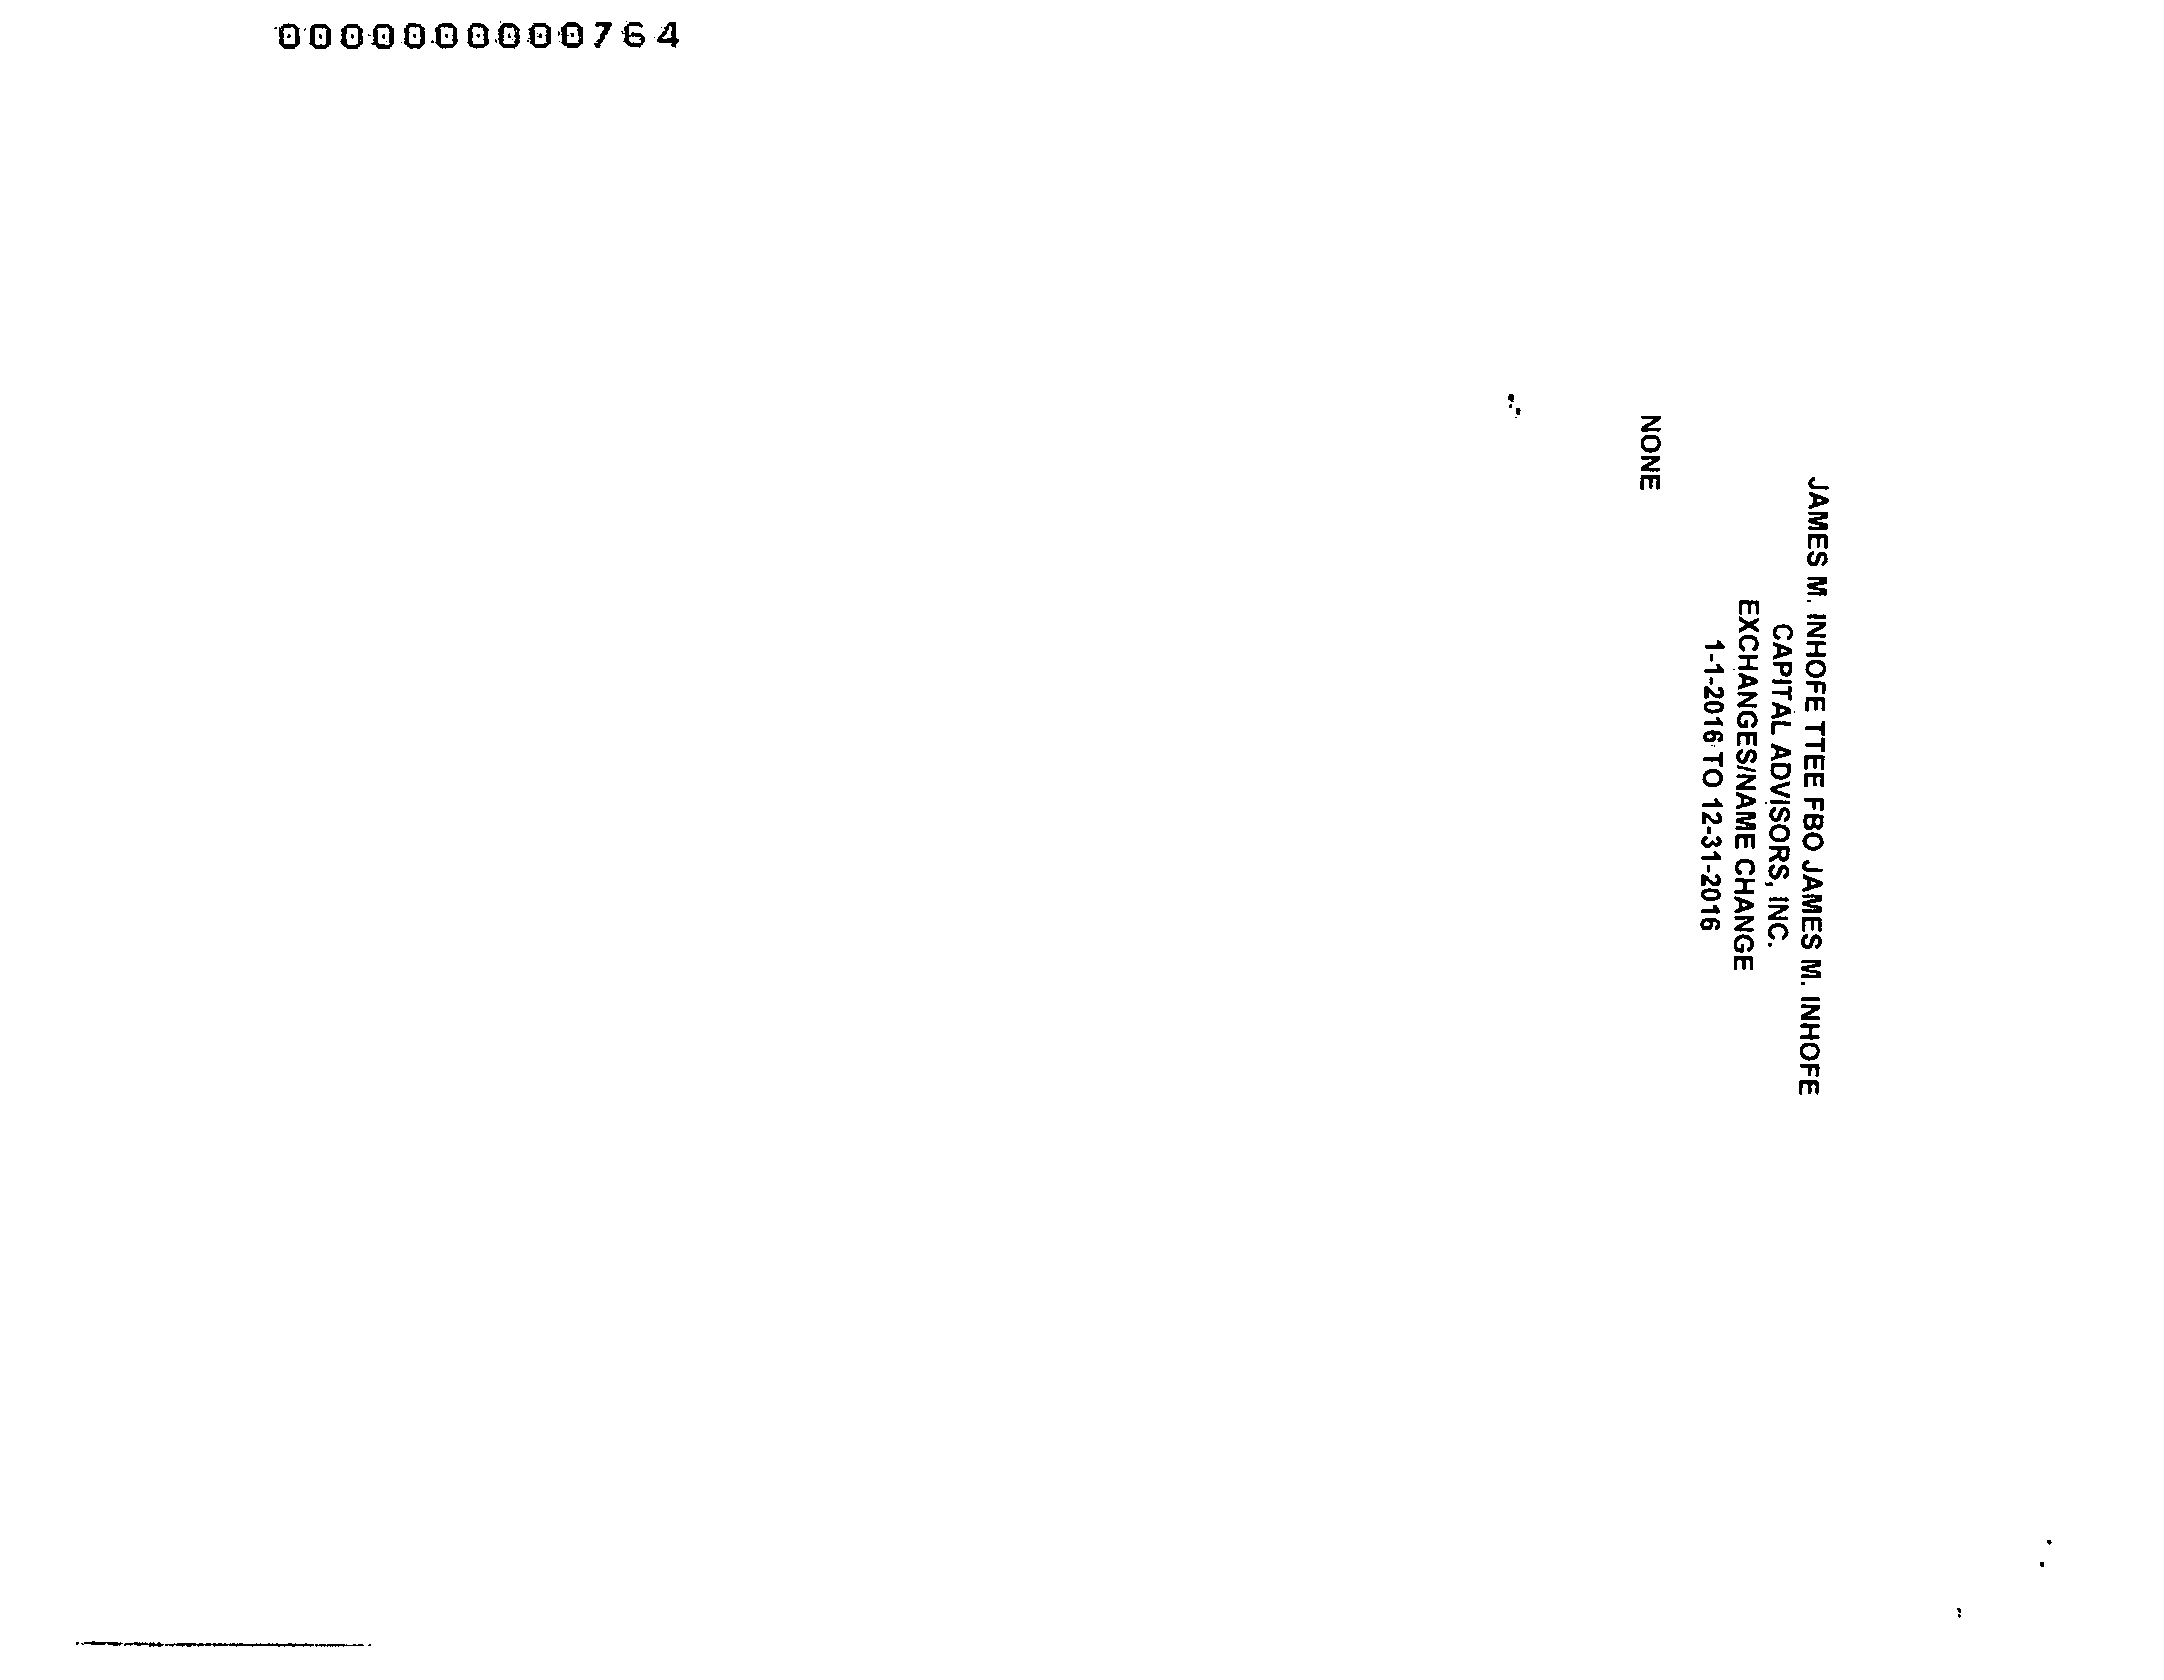 0000000000764
JAMES M. INHOFE TTEE FBO JAMES M. INHOFE
CAPITAL ADVISORS, INC.
EXCHANGES/NAME CHANGE
1-1-2016 TO 12-31-2016
NONE